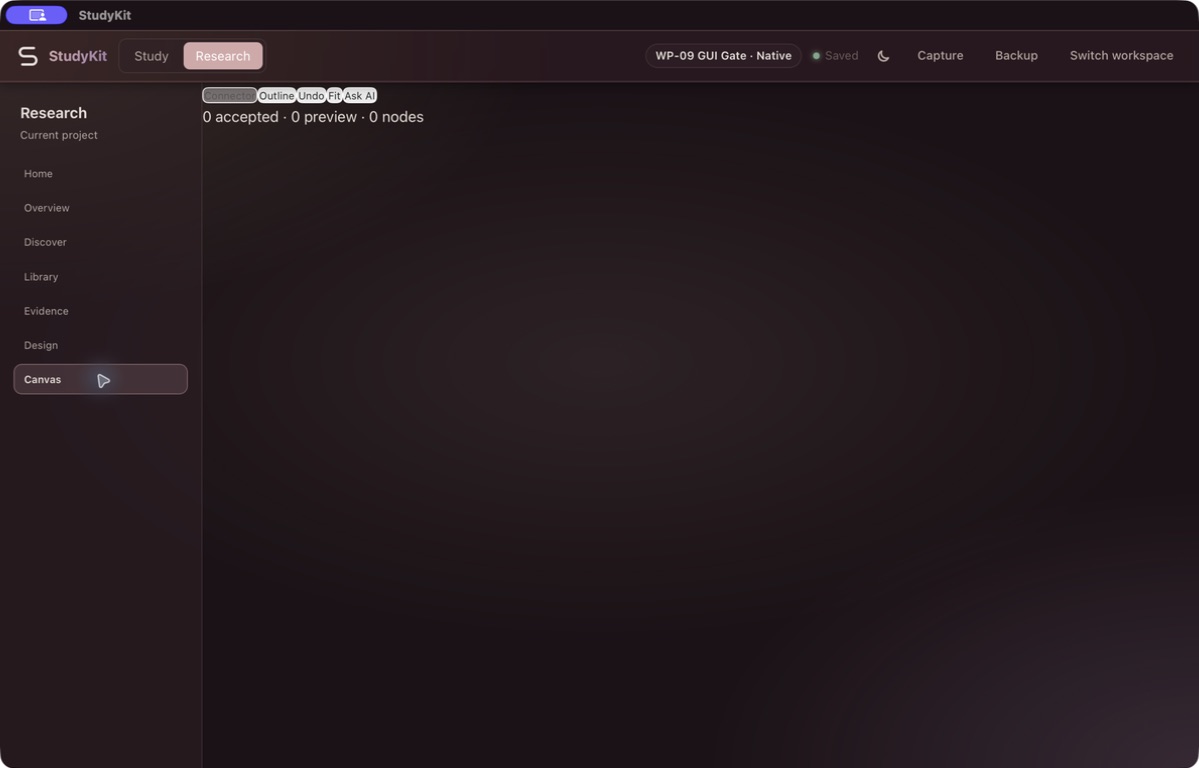 StudyKit
StudyKit Study Research WP-09 GUI Gate · Native Saved Capture Backup Switch workspace
Research
Current project
Home
Overview
Discover
Library
Evidence
Design
Canvas
Connector Outline Undo Fit Ask AI
0 accepted · 0 preview · 0 nodes